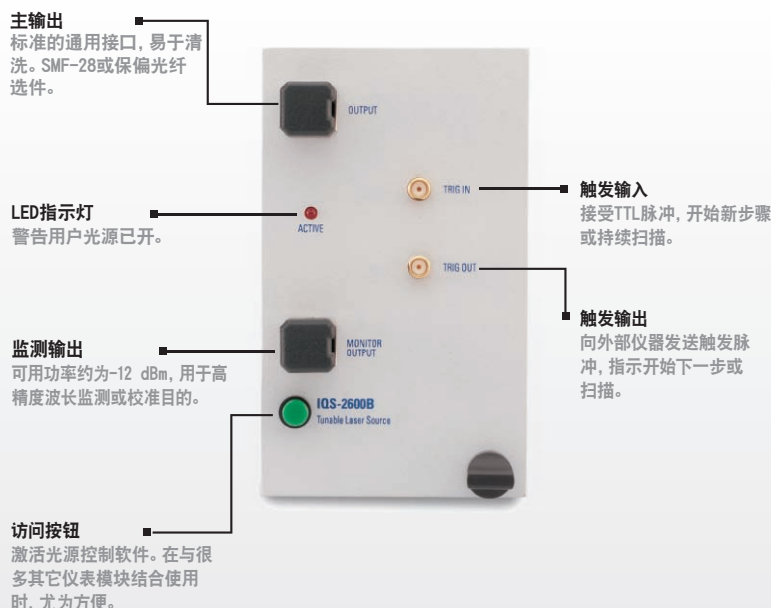 主输出
标准的通用接口，易于清
洗。SMF-28或保偏光纤
选件。
OUTPUT
LED指示灯
警告用户光源已开。
ACTIVE
TRIG IN
触发输入
接受TTL脉冲，开始新步骤
或持续扫描。
TRIG OUT
触发输出
向外部仪器发送触发脉
冲，指示开始下一步或
扫描。
监测输出
可用功率约为-12 dBm，用于高
精度波长监测或校准目的。
MONITOR
OUTPUT
IQS-2600B
Tunable Laser Source
访问按钮
激活光源控制软件。在与很
多其它仪表模块结合使用
时，尤为方便。